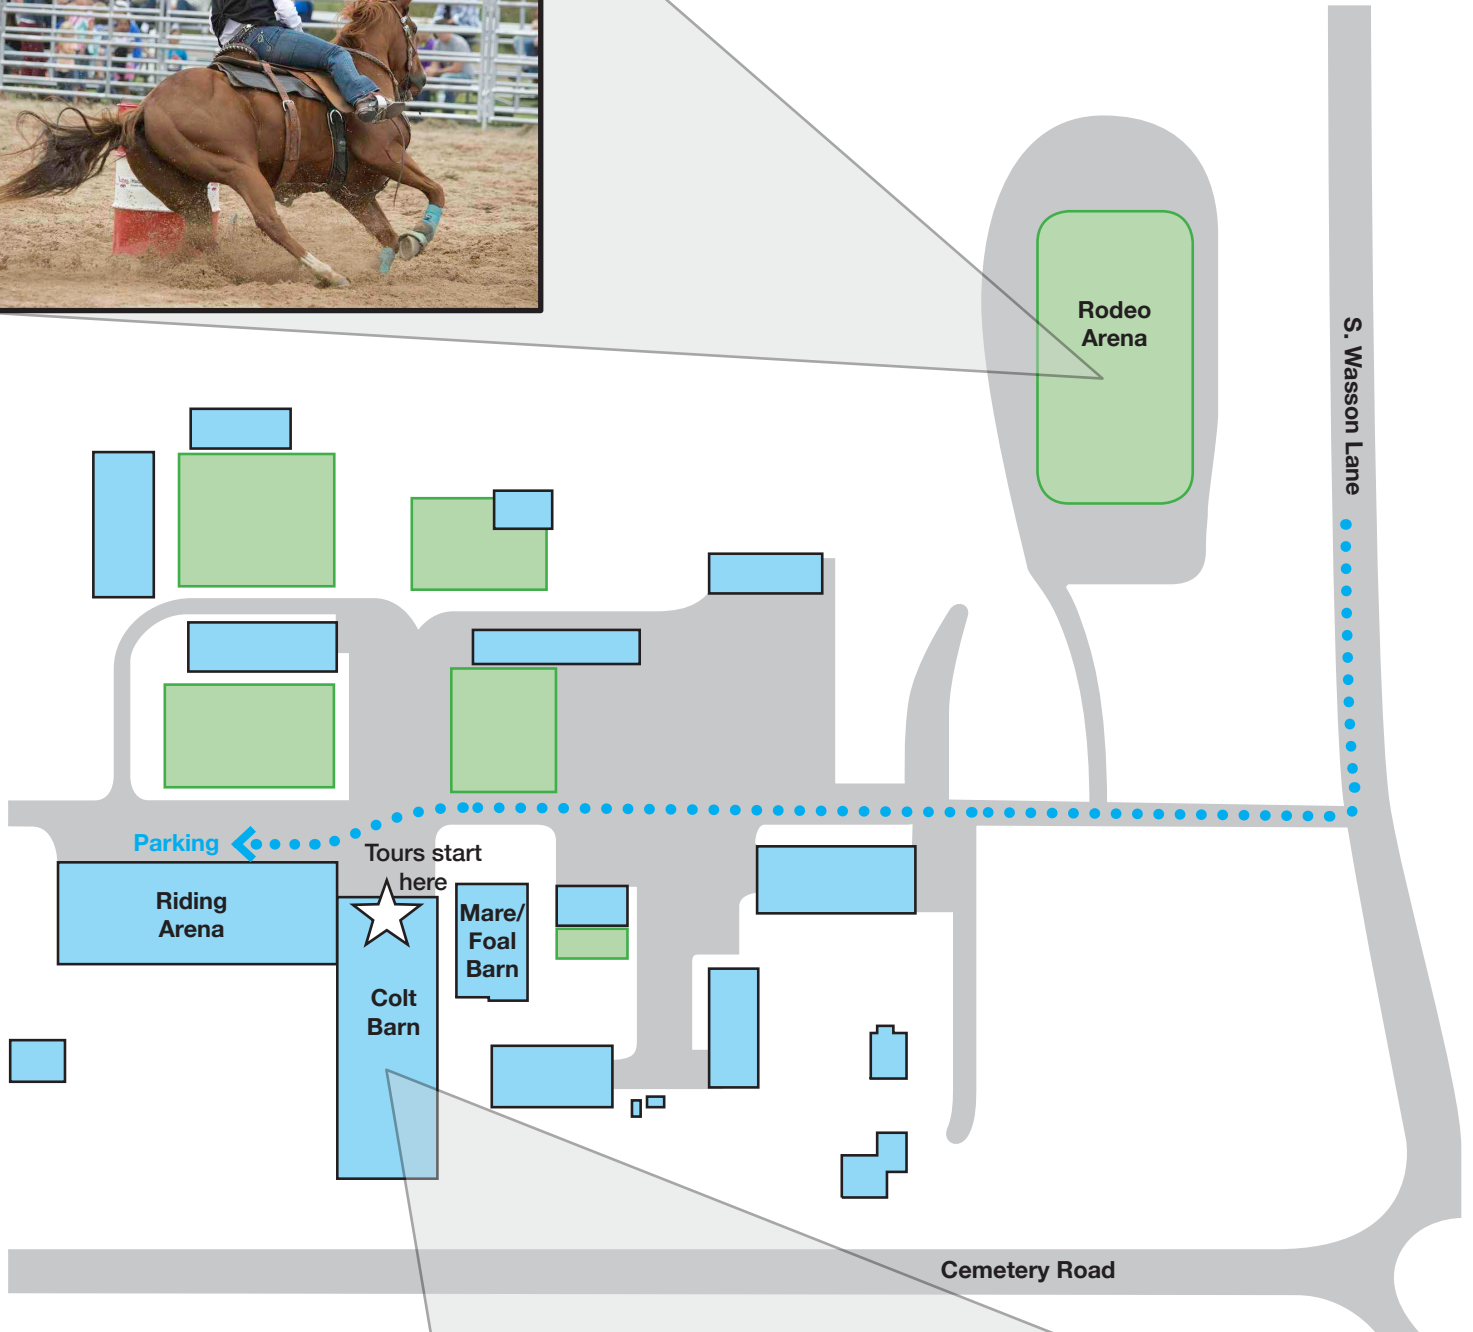 Rodeo
Arena
S. Wasson Lane
Parking
Tours start
here
Riding
Arena
Mare/
Foal
Barn
Colt
Barn
Cemetery Road